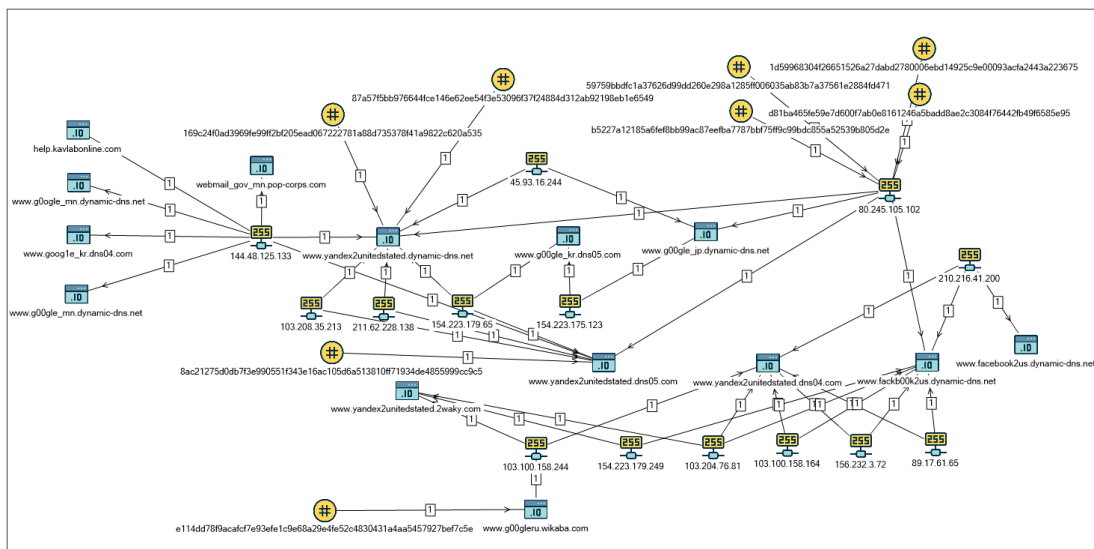 1d59968304f26651526a27dabd2780006ebd14925c9e00093acfa2443a223675
59759bbdfc1a37626d99dd260e298a1285ff006035ab83b7a37561e2884fd471
87a57f5bb976644fce146e62ee54f3e53096f37f24884d312ab92198eb1e6549
d81ba465fe59e7d600f7ab0e8161246a5badd8ae2c3084f76442fb49f6585e95
b5227a12185a6fef8bb99ac87eefba7787bbf75ff9c99bdc855a52539b805d2e
169c24f0ad3969fe99ff2bf205ead067222781a88d735378f41a9822c620a535
help.kavlabonline.com
webmail_gov_mn.pop-corps.com
45.93.16.244
80.245.105.102
www.g0ogle_mn.dynamic-dns.net
www.goog1e_kr.dns04.com
144.48.125.133
www.yandex2unitedstated.dynamic-dns.net
www.g00gle_kr.dns05.com
www.g00gle_jp.dynamic-dns.net
210.216.41.200
www.g00gle_mn.dynamic-dns.net
103.208.35.213
211.62.228.138
154.223.179.65
154.223.175.123
www.facebook2us.dynamic-dns.net
8ac21275d0db7f3e990551f343e16ac105d6a513810ff71934de4855999cc9c5
www.yandex2unitedstated.dns05.com
www.yandex2unitedstated.dns04.com
www.fackb00k2us.dynamic-dns.net
www.yandex2unitedstated.2waky.com
103.100.158.244
154.223.179.249
103.204.76.81
103.100.158.164
156.232.3.72
89.17.61.65
e114dd78f9acafcf7e93efe1c9e68a29e4fe52c4830431a4aa5457927bef7c5e
www.g00gleru.wikaba.com